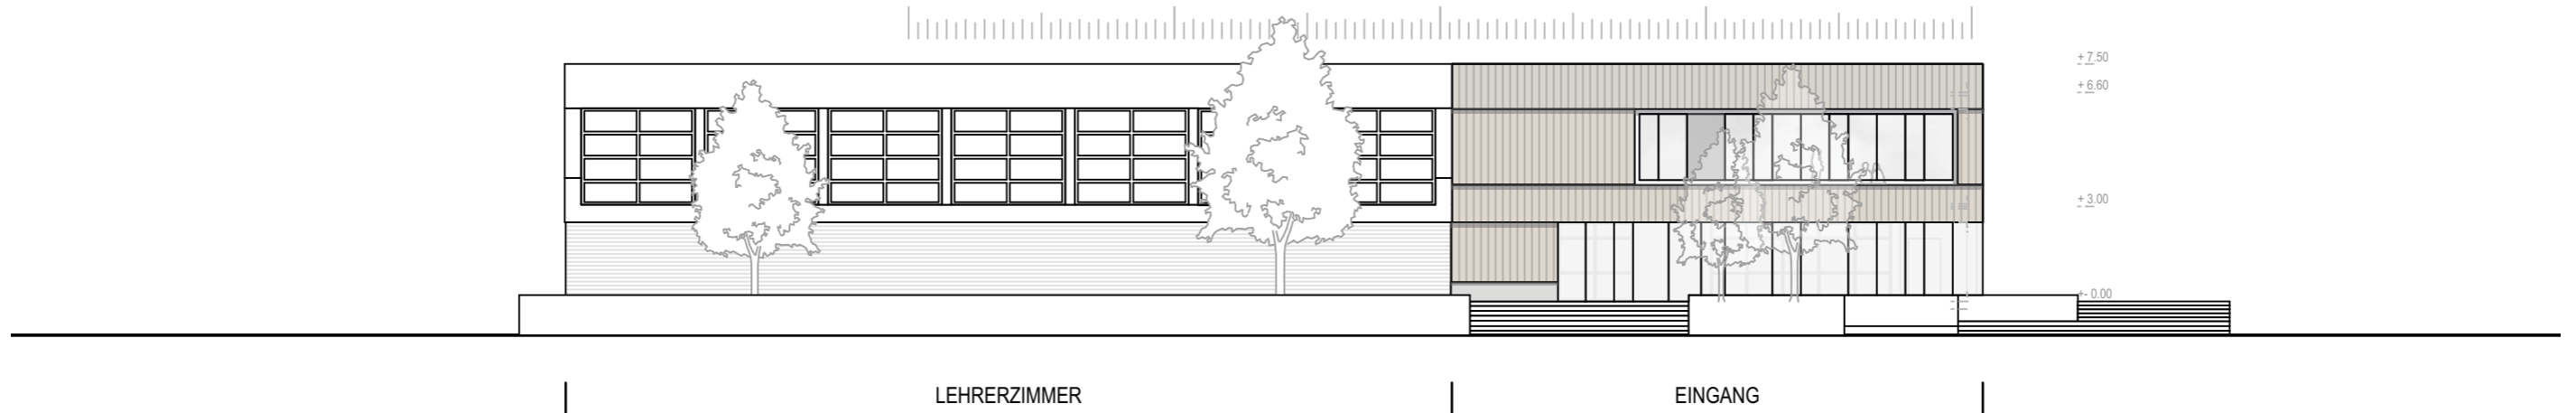 + 7.50
+ 6.60
+ 3.00
+- 0.00
LEHRERZIMMER
EINGANG